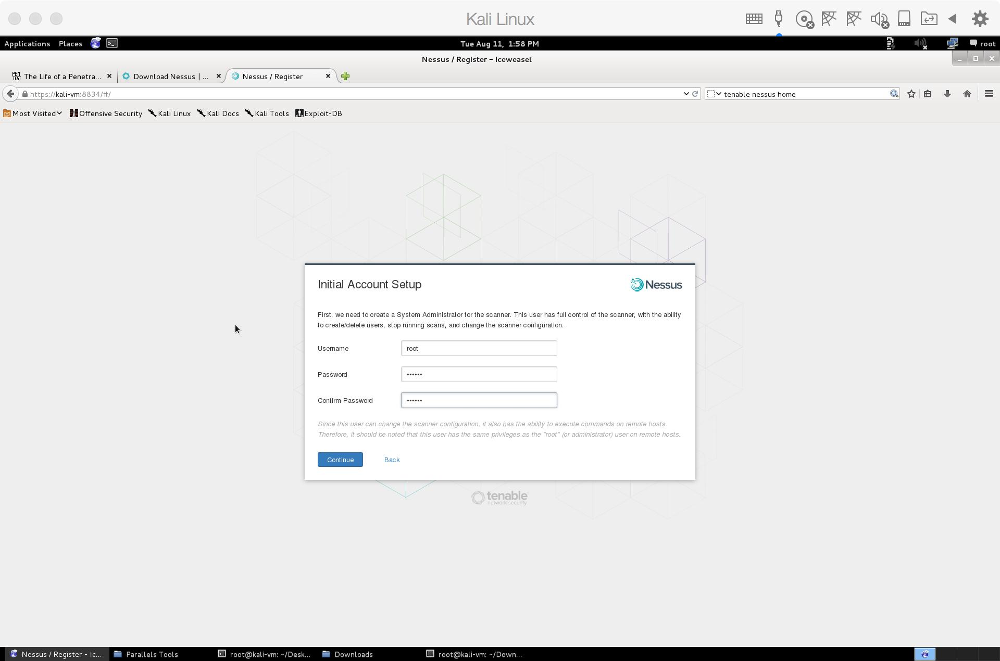 Kali Linux
Applications Places Tue Aug 11, 1:58 PM root
Nessus / Register - Iceweasel
PEN TEST The Life of a Penetra... Download Nessus | ... Nessus / Register
https://kali-vm:8834/#/ tenable nessus home
Most Visited Offensive Security Kali Linux Kali Docs Kali Tools Exploit-DB
Initial Account Setup Nessus
First, we need to create a System Administrator for the scanner. This user has full control of the scanner, with the ability
to create/delete users, stop running scans, and change the scanner configuration.
Username root
Password ••••••
Confirm Password ••••••
Since this user can change the scanner configuration, it also has the ability to execute commands on remote hosts.
Therefore, it should be noted that this user has the same privileges as the "root" (or administrator) user on remote hosts.
Continue Back
tenable
network security
Nessus / Register - Ic... Parallels Tools root@kali-vm: ~/Desk... Downloads root@kali-vm: ~/Down...